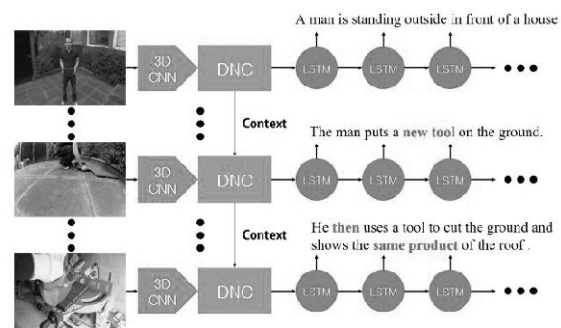 A man is standing outside in front of a house
3D CNN
DNC
LSTM
LSTM
LSTM
Context
The man puts a new tool on the ground.
3D CNN
DNC
LSTM
LSTM
LSTM
Context
He then uses a tool to cut the ground and
shows the same product of the roof .
3D CNN
DNC
LSTM
LSTM
LSTM